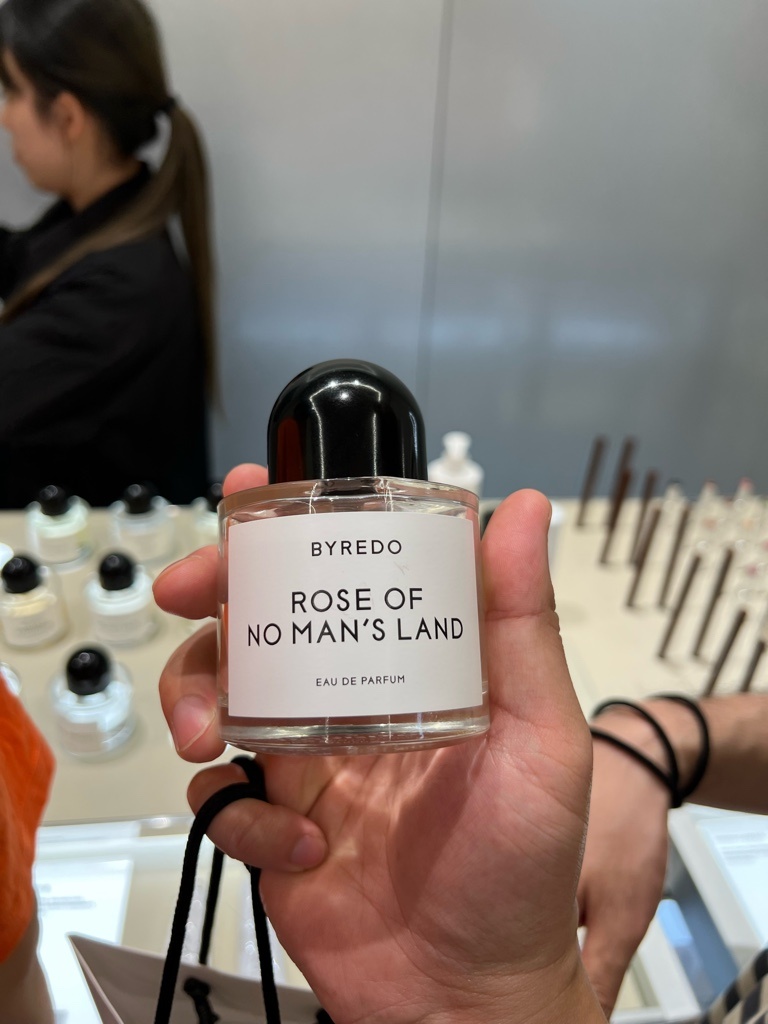 BYREDO
ROSE OF
NO MAN'S LAND
EAU DE PARFUM